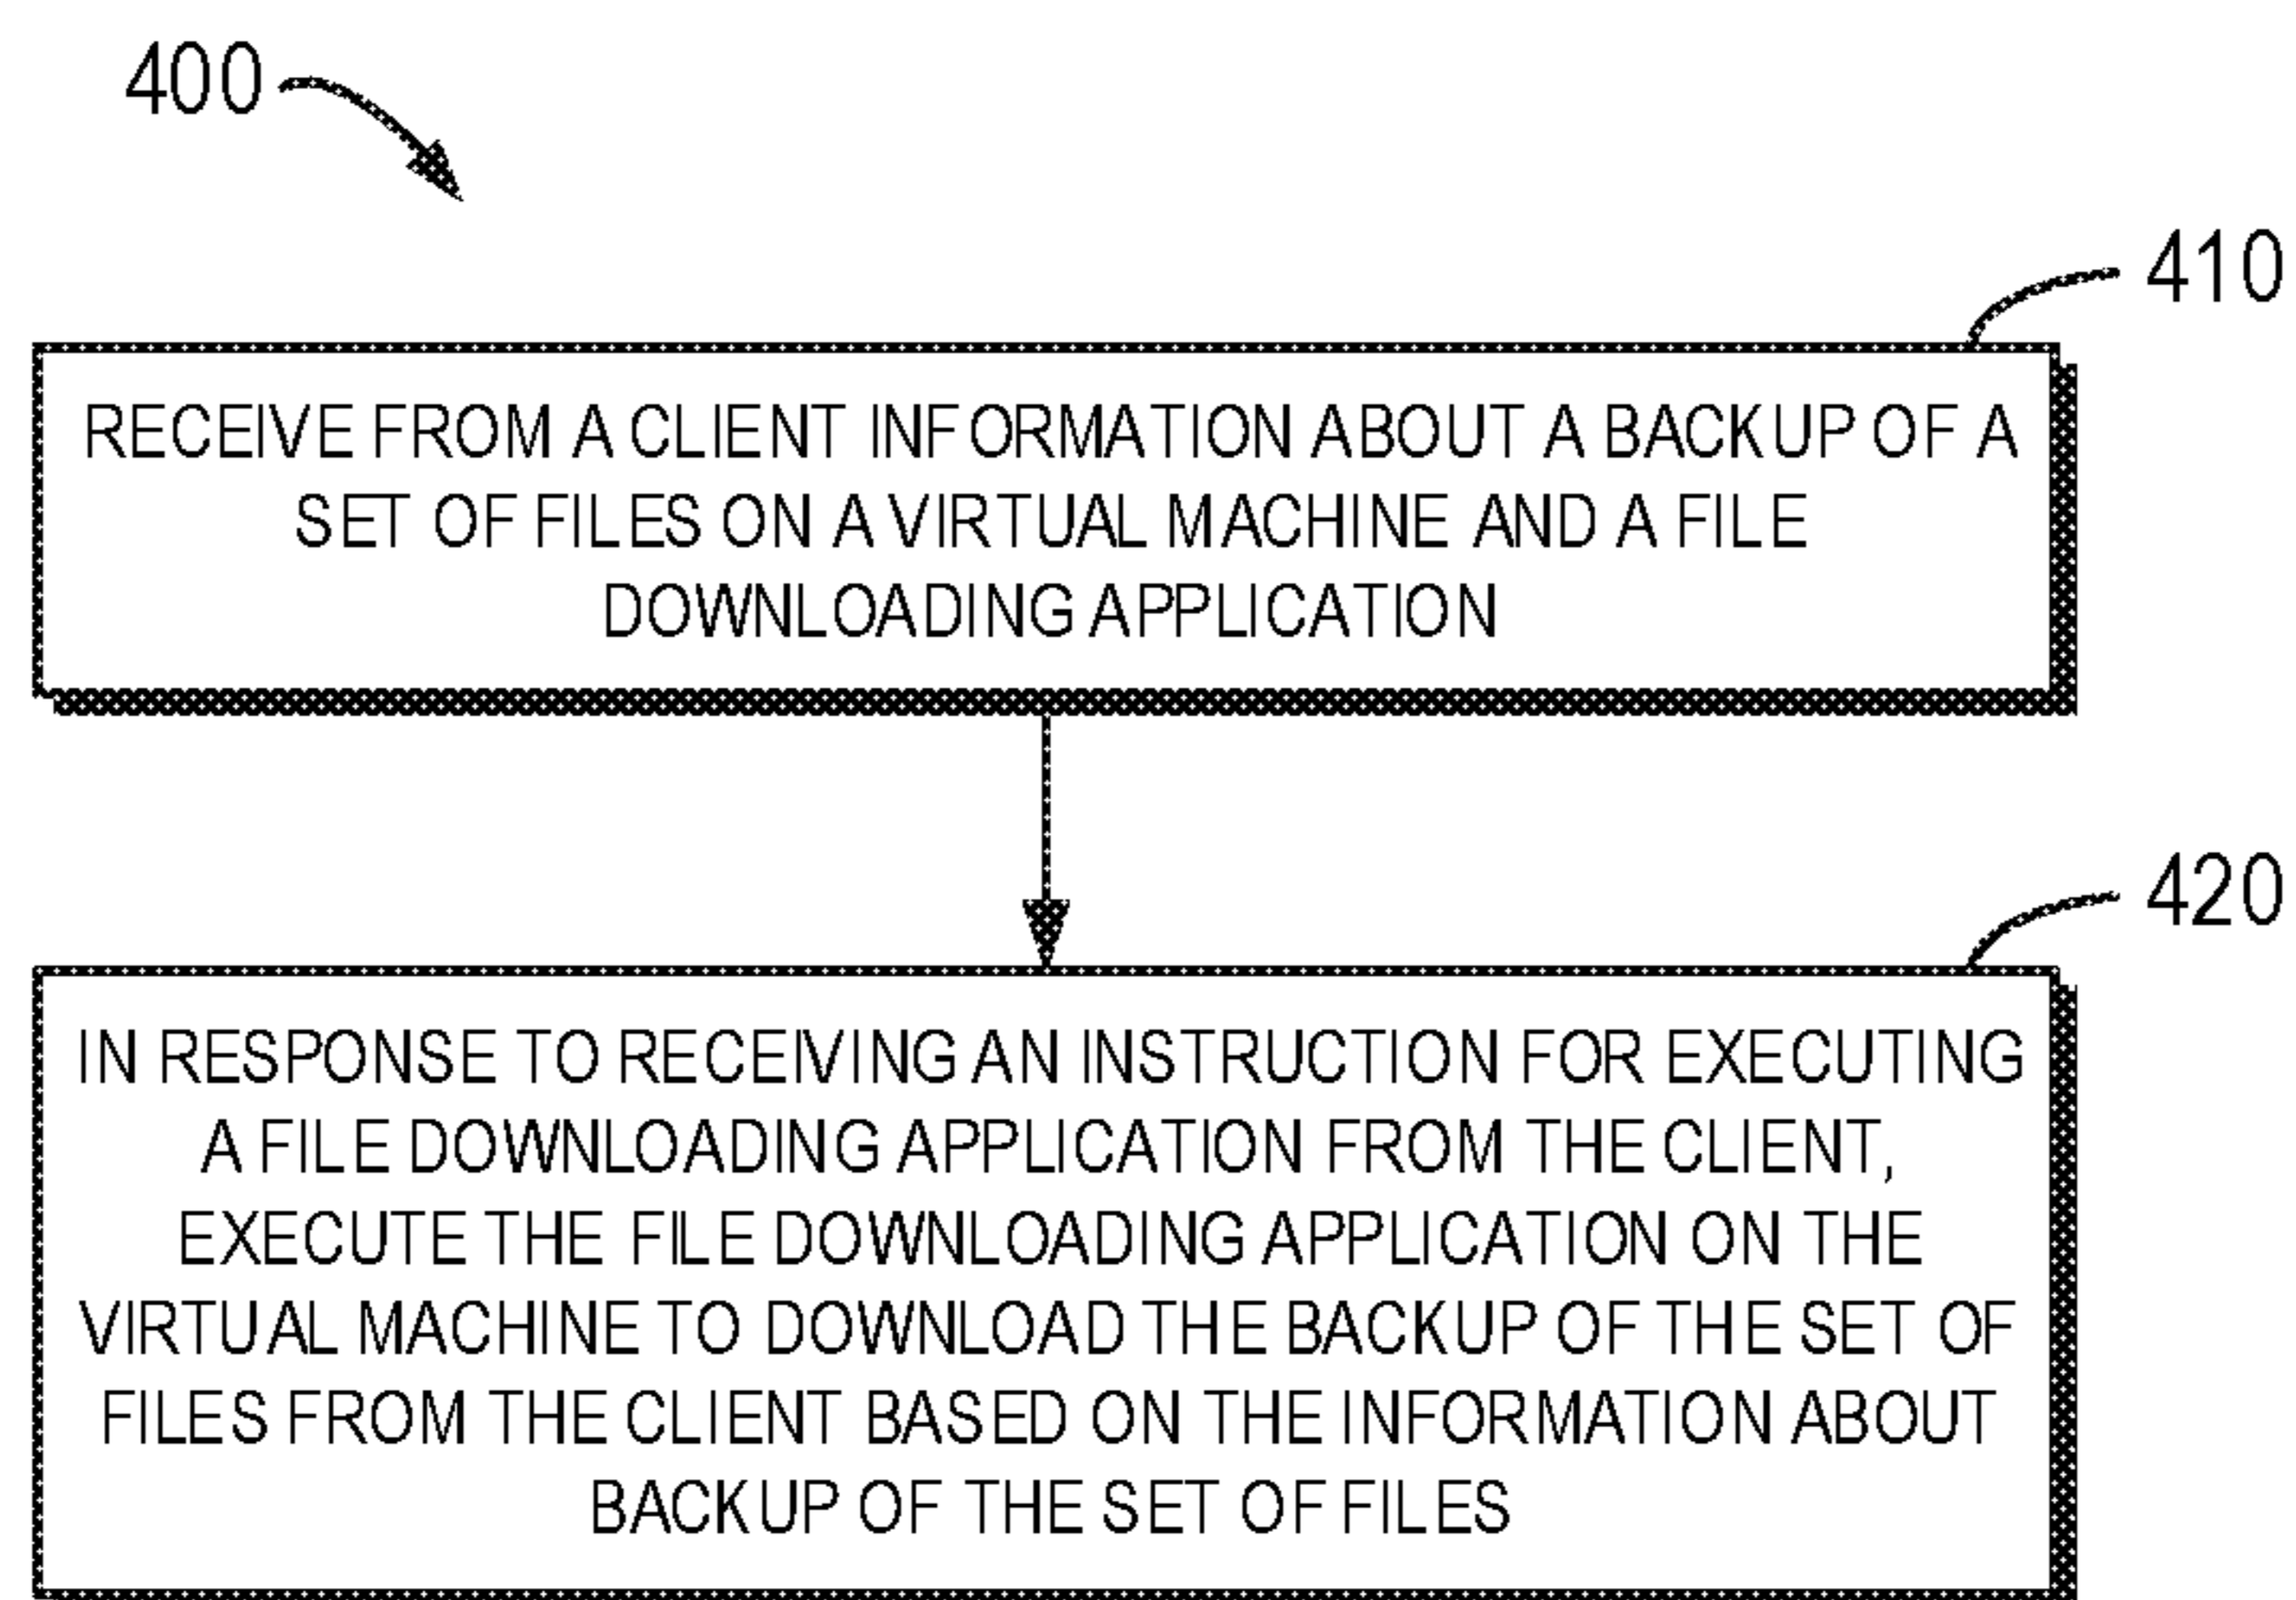 400
410
RECEIVE FROM A CLIENT INFORMATION ABOUT A BACKUP OF A
SET OF FILES ON A VIRTUAL MACHINE AND A FILE
DOWNLOADING APPLICATION
420
IN RESPONSE TO RECEIVING AN INSTRUCTION FOR EXECUTING
A FILE DOWNLOADING APPLICATION FROM THE CLIENT,
EXECUTE THE FILE DOWNLOADING APPLICATION ON THE
VIRTUAL MACHINE TO DOWNLOAD THE BACKUP OF THE SET OF
FILES FROM THE CLIENT BASED ON THE INFORMATION ABOUT
BACKUP OF THE SET OF FILES